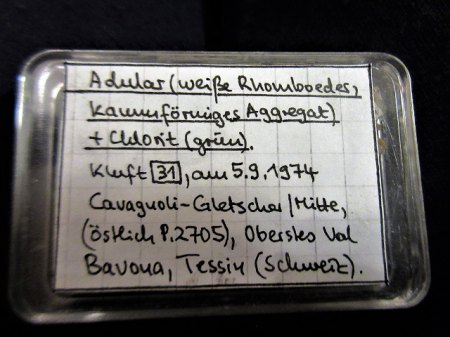 Adular (weiße Rhomboeder,
kammförmiges Aggregat)
+ Chlorit (grün).
Kluft 31, am 5.9.1974
Cavagnoli-Gletscher/Mitte,
(östlich P.2705), Oberstes Val
Bavona, Tessin (Schweiz).